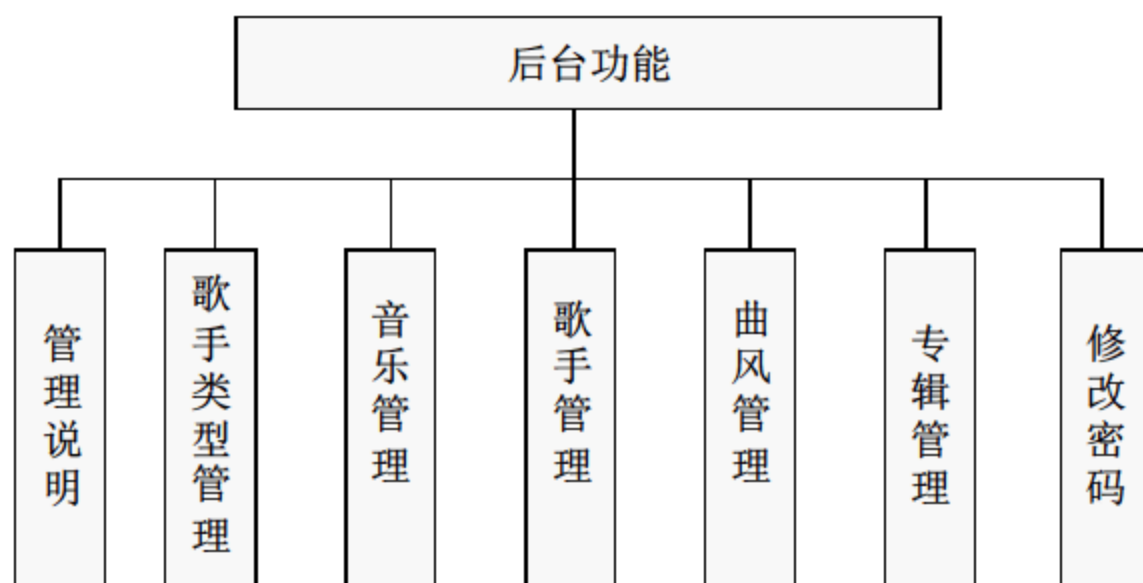 后台功能
管理说明
歌手类型管理
音乐管理
歌手管理
曲风管理
专辑管理
修改密码